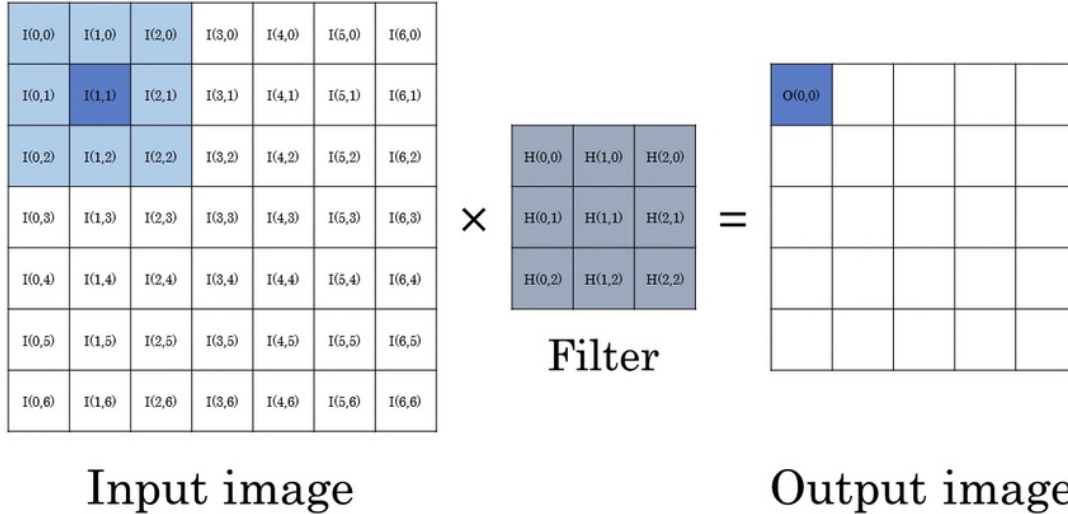 I(0,0) I(1,0) I(2,0) I(3,0) I(4,0) I(5,0) I(6,0)
I(0,1) I(1,1) I(2,1) I(3,1) I(4,1) I(5,1) I(6,1)
I(0,2) I(1,2) I(2,2) I(3,2) I(4,2) I(5,2) I(6,2)
I(0,3) I(1,3) I(2,3) I(3,3) I(4,3) I(5,3) I(6,3)
I(0,4) I(1,4) I(2,4) I(3,4) I(4,4) I(5,4) I(6,4)
I(0,5) I(1,5) I(2,5) I(3,5) I(4,5) I(5,5) I(6,5)
I(0,6) I(1,6) I(2,6) I(3,6) I(4,6) I(5,6) I(6,6)
Input image
×
H(0,0) H(1,0) H(2,0)
H(0,1) H(1,1) H(2,1)
H(0,2) H(1,2) H(2,2)
Filter
=
O(0,0)
Output image